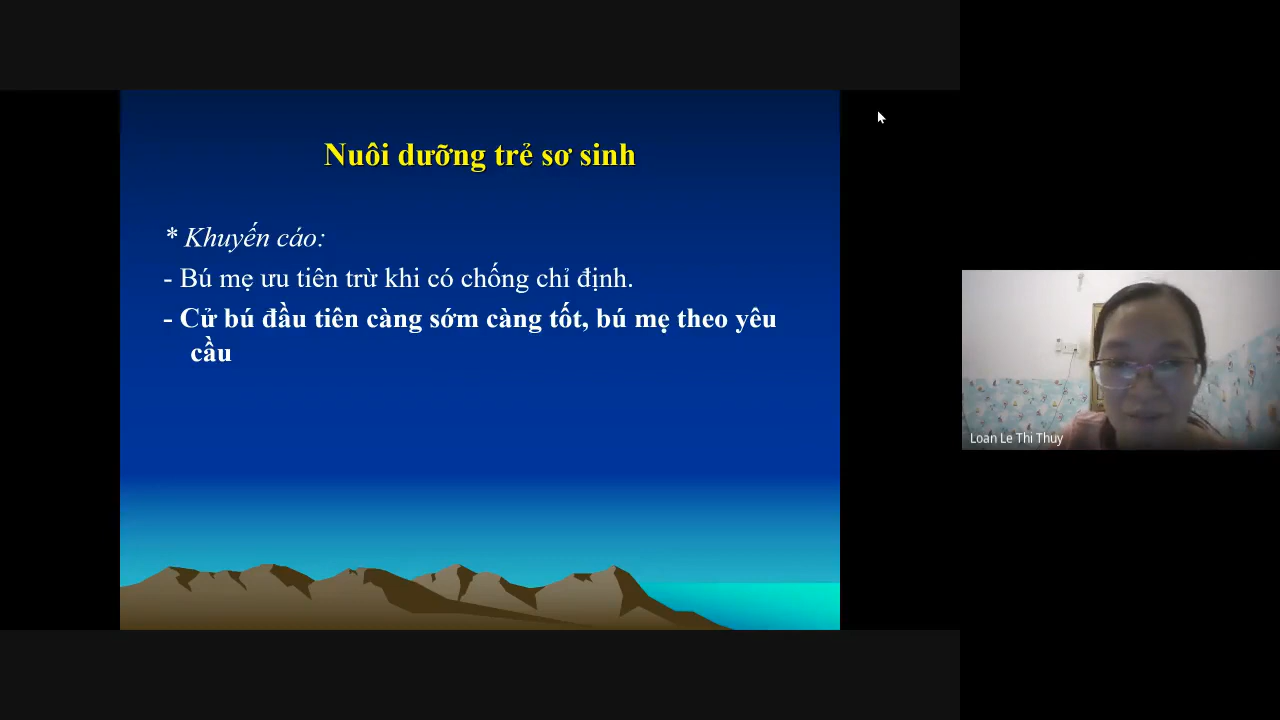 Nuôi dưỡng trẻ sơ sinh
* Khuyến cáo:
- Bú mẹ ưu tiên trừ khi có chống chỉ định.
- Cử bú đầu tiên càng sớm càng tốt, bú mẹ theo yêu
cầu
Loan Le Thi Thuy